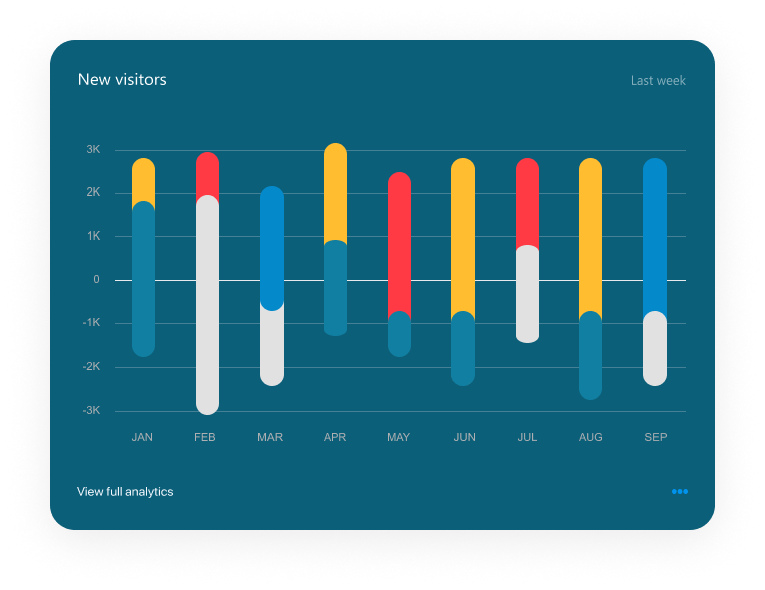 New visitors
Last week
3K
2K
1K
0
-1K
-2K
-3K
JAN FEB MAR APR MAY JUN JUL AUG SEP
View full analytics